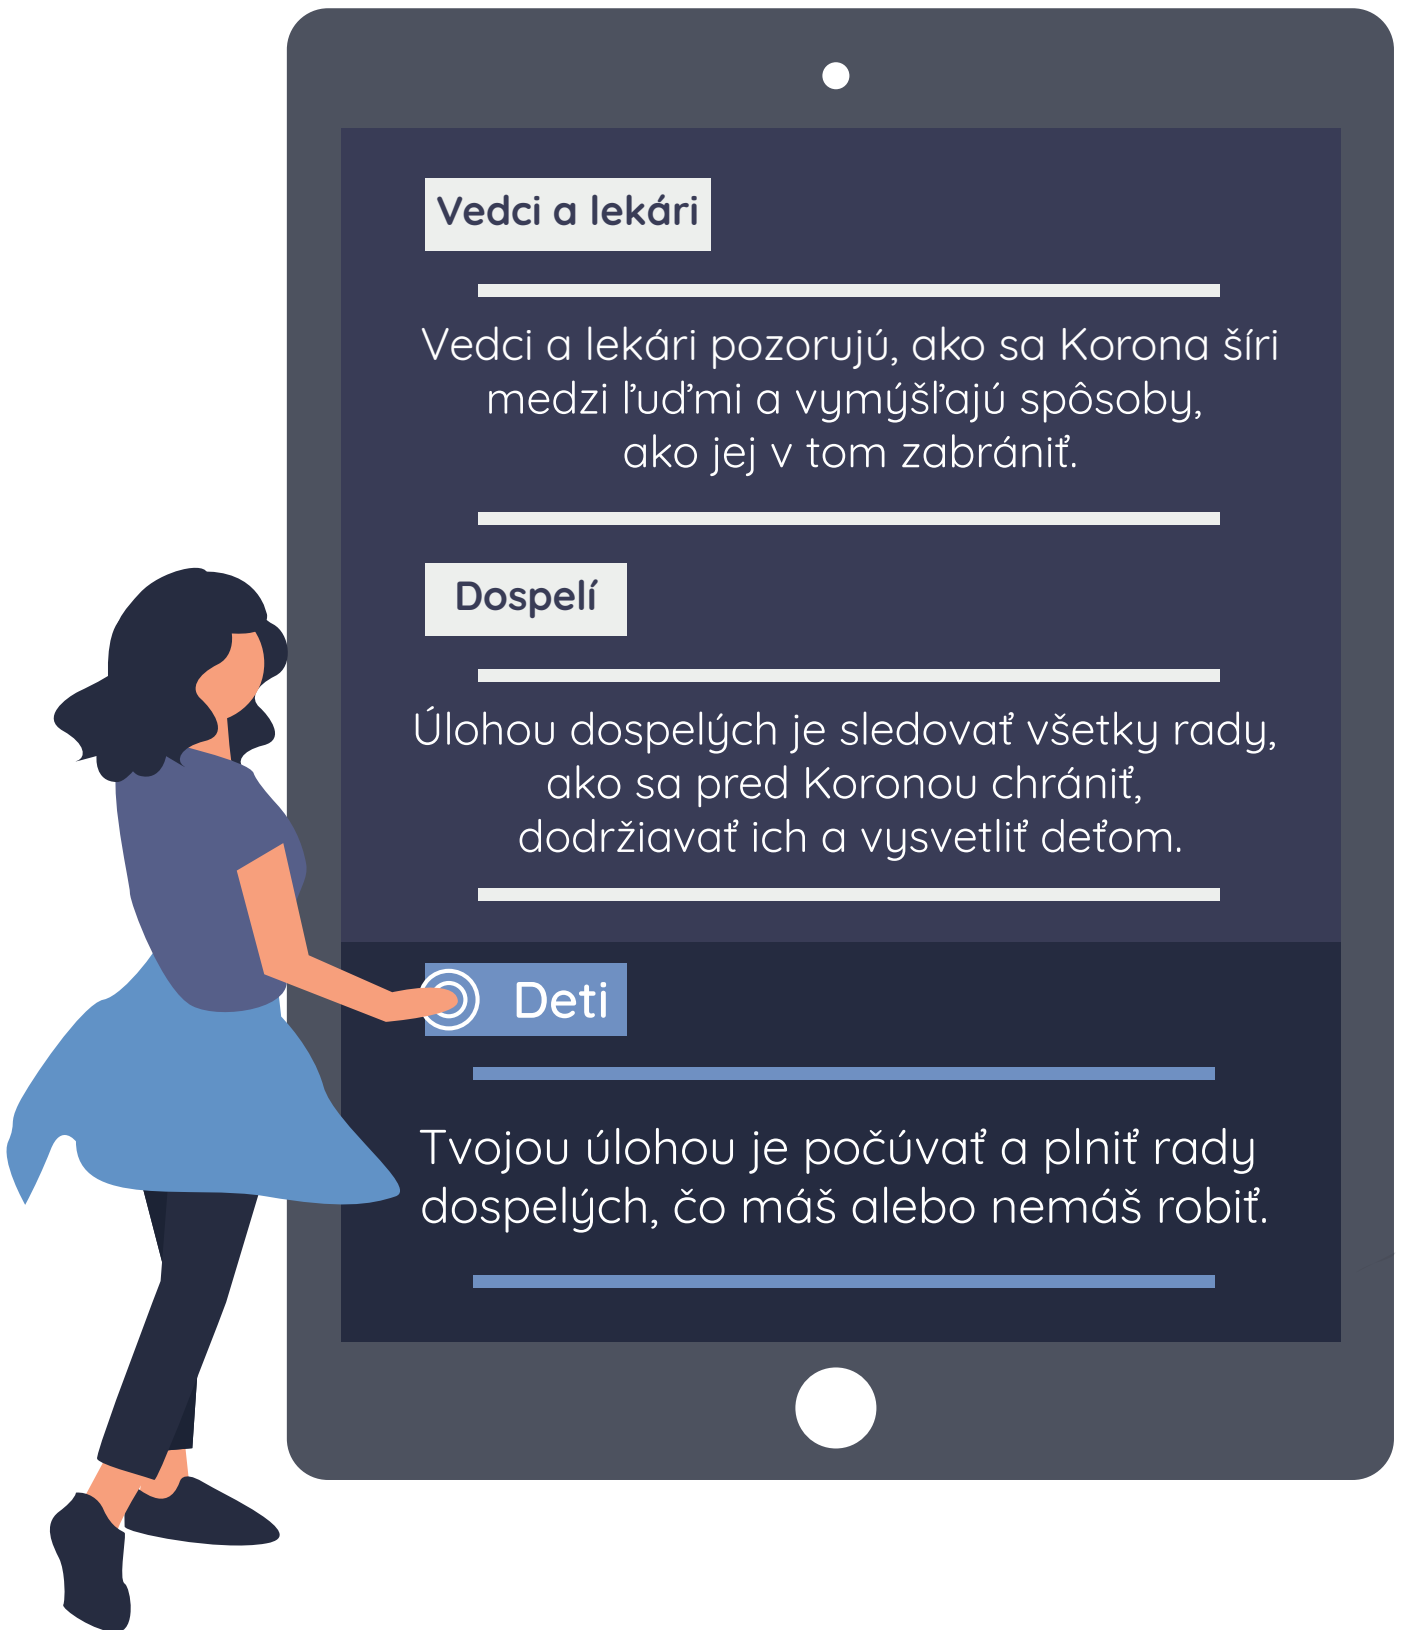 Vedci a lekári
Vedci a lekári pozorujú, ako sa Korona šíri
medzi ľuďmi a vymýšľajú spôsoby,
ako jej v tom zabrániť.
Dospelí
Úlohou dospelých je sledovať všetky rady,
ako sa pred Koronou chrániť,
dodržiavať ich a vysvetliť deťom.
Deti
Tvojou úlohou je počúvať a plniť rady
dospelých, čo máš alebo nemáš robiť.